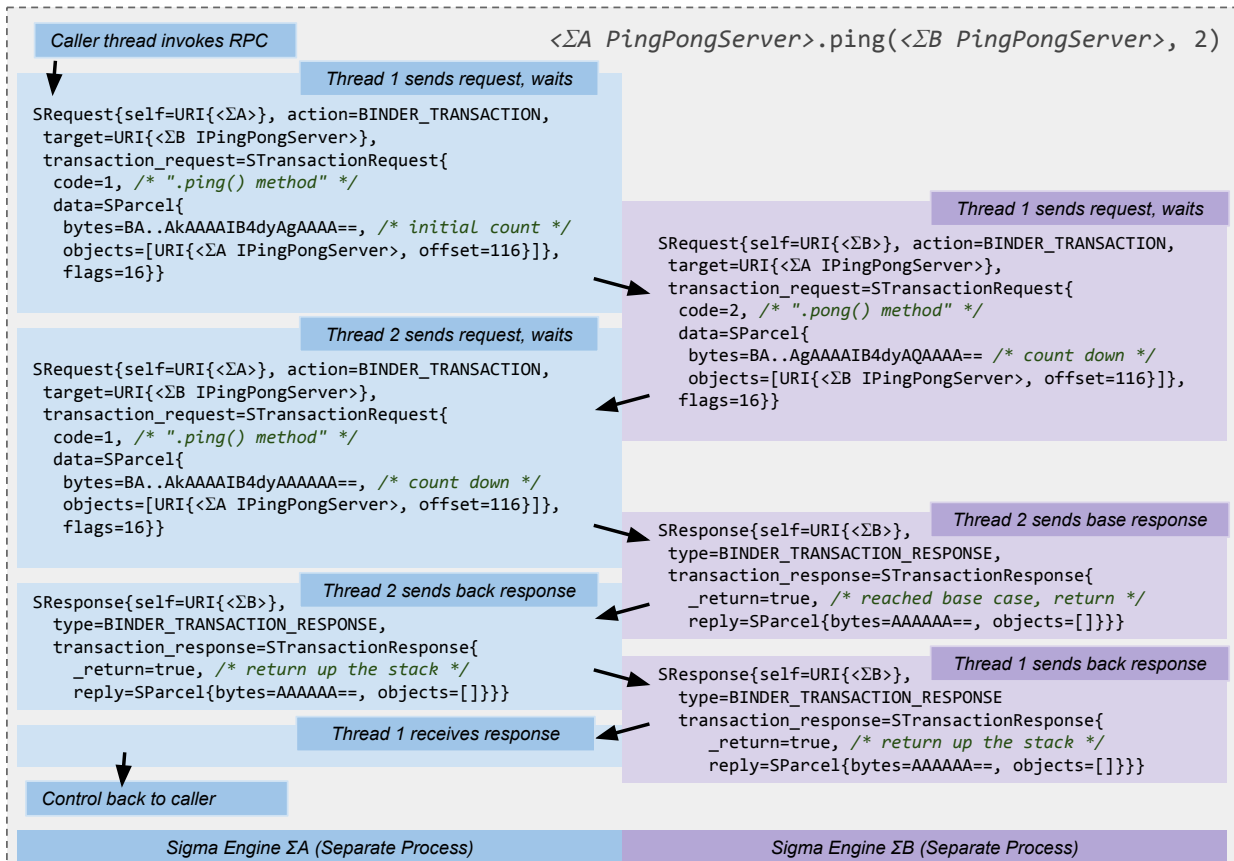 Caller thread invokes RPC
<ΣA PingPongServer>.ping(<ΣB PingPongServer>, 2)
Thread 1 sends request, waits
SRequest{self=URI{<ΣA>}, action=BINDER_TRANSACTION,
target=URI{<ΣB IPingPongServer>},
transaction_request=STransactionRequest{
code=1, /* ".ping() method" */
data=SParcel{
bytes=BA..AkAAAAIB4dyAgAAAA==, /* initial count */
objects=[URI{<ΣA IPingPongServer>, offset=116}]},
flags=16}}
Thread 1 sends request, waits
SRequest{self=URI{<ΣB>}, action=BINDER_TRANSACTION,
target=URI{<ΣA IPingPongServer>},
transaction_request=STransactionRequest{
code=2, /* ".pong() method" */
data=SParcel{
bytes=BA..AgAAAAIB4dyAQAAAA== /* count down */
objects=[URI{<ΣB IPingPongServer>, offset=116}]},
flags=16}}
Thread 2 sends request, waits
SRequest{self=URI{<ΣA>}, action=BINDER_TRANSACTION,
target=URI{<ΣB IPingPongServer>},
transaction_request=STransactionRequest{
code=1, /* ".ping() method" */
data=SParcel{
bytes=BA..AkAAAAIB4dyAAAAAA==, /* count down */
objects=[URI{<ΣA IPingPongServer>, offset=116}]},
flags=16}}
Thread 2 sends base response
SResponse{self=URI{<ΣB>},
type=BINDER_TRANSACTION_RESPONSE,
transaction_response=STransactionResponse{
_return=true, /* reached base case, return */
reply=SParcel{bytes=AAAAAA==, objects=[]}}}
Thread 2 sends back response
SResponse{self=URI{<ΣB>},
type=BINDER_TRANSACTION_RESPONSE,
transaction_response=STransactionResponse{
_return=true, /* return up the stack */
reply=SParcel{bytes=AAAAAA==, objects=[]}}}
Thread 1 sends back response
SResponse{self=URI{<ΣB>},
type=BINDER_TRANSACTION_RESPONSE
transaction_response=STransactionResponse{
_return=true, /* return up the stack */
reply=SParcel{bytes=AAAAAA==, objects=[]}}}
Thread 1 receives response
Control back to caller
Sigma Engine ΣA (Separate Process)
Sigma Engine ΣB (Separate Process)